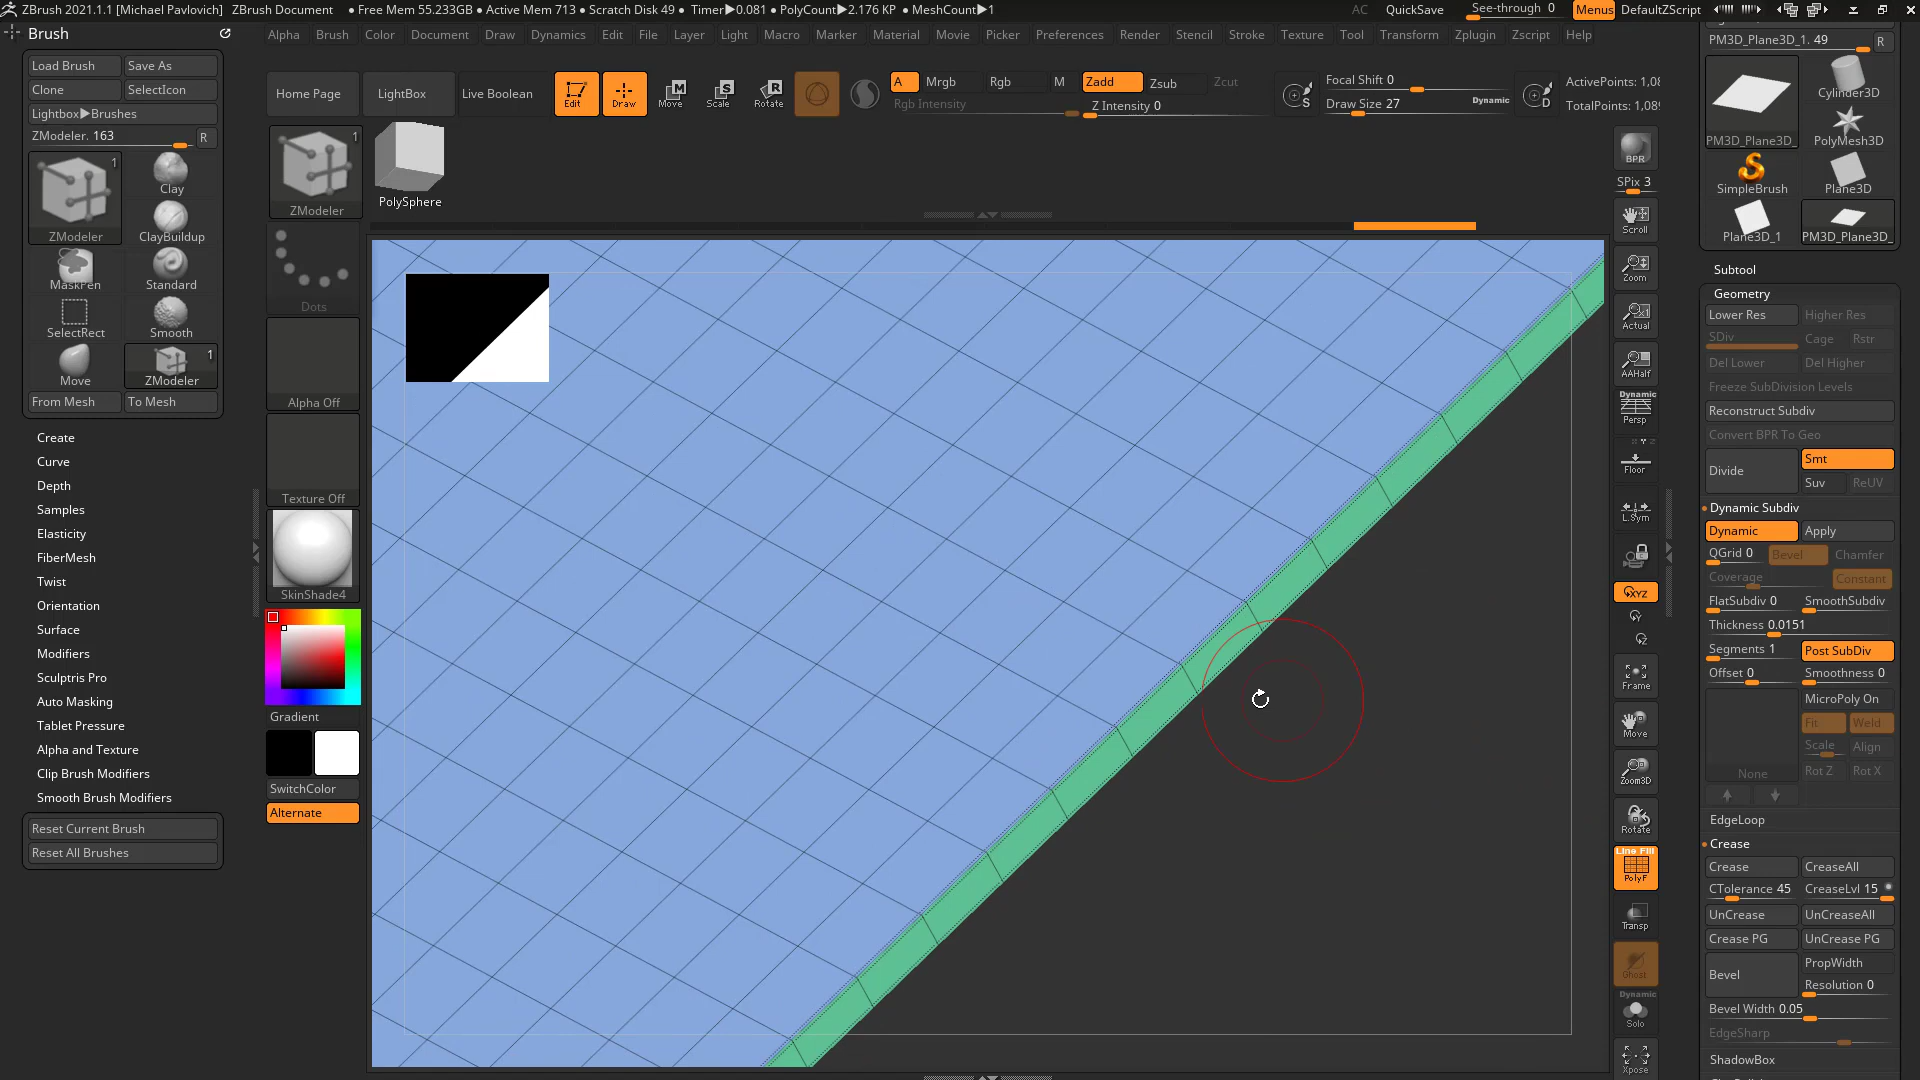 ZBrush 2021.1.1 [Michael Pavlovich] ZBrush Document • Free Mem 55.233GB • Active Mem 713 • Scratch Disk 49 • Timer▶0.081 • PolyCount▶2.176 KP • MeshCount▶1 AC QuickSave See-through 0 Menus DefaultZScript
Brush
Alpha Brush Color Document Draw Dynamics Edit File Layer Light Macro Marker Material Movie Picker Preferences Render Stencil Stroke Texture Tool Transform Zplugin Zscript Help
Load Brush Save As
Clone SelectIcon
Lightbox▶Brushes
ZModeler. 163 R
1
ZModeler
Clay
ClayBuildup
MaskPen
Standard
SelectRect
Smooth
Move
1
ZModeler
From Mesh To Mesh
Create
Curve
Depth
Samples
Elasticity
FiberMesh
Twist
Orientation
Surface
Modifiers
Sculptris Pro
Auto Masking
Tablet Pressure
Alpha and Texture
Clip Brush Modifiers
Smooth Brush Modifiers
Reset Current Brush
Reset All Brushes
Home Page LightBox Live Boolean Edit Draw Move Scale Rotate
A Mrgb Rgb M Zadd Zsub Zcut
Rgb Intensity Z Intensity 0
S
Focal Shift 0
Draw Size 27 Dynamic
D
ActivePoints: 1,08
TotalPoints: 1,089
1
ZModeler
PolySphere
Dots
Alpha Off
Texture Off
SkinShade4
Gradient
SwitchColor
Alternate
BPR
SPix 3
Scroll
Zoom
Actual
AAHalf
Dynamic
Persp
Floor
L.Sym
XYZ
Frame
Move
Zoom3D
Rotate
Line Fill
PolyF
Transp
Ghost
Dynamic
Solo
Xpose
PM3D_Plane3D_1. 49 R
PM3D_Plane3D_
Cylinder3D
PolyMesh3D
SimpleBrush
Plane3D
Plane3D_1
PM3D_Plane3D_
Subtool
Geometry
Lower Res Higher Res
SDiv Cage Rstr
Del Lower Del Higher
Freeze SubDivision Levels
Reconstruct Subdiv
Convert BPR To Geo
Divide Smt
Suv ReUV
Dynamic Subdiv
Dynamic Apply
QGrid 0 Bevel Chamfer
Coverage Constant
FlatSubdiv 0 SmoothSubdiv
Thickness 0.0151
Segments 1 Post SubDiv
Offset 0 Smoothness 0
MicroPoly On
Fit Weld
Scale Align
None Rot Z Rot X
EdgeLoop
Crease
Crease CreaseAll
CTolerance 45 CreaseLvl 15
UnCrease UnCreaseAll
Crease PG UnCrease PG
Bevel PropWidth
Resolution 0
Bevel Width 0.05
EdgeSharp
ShadowBox